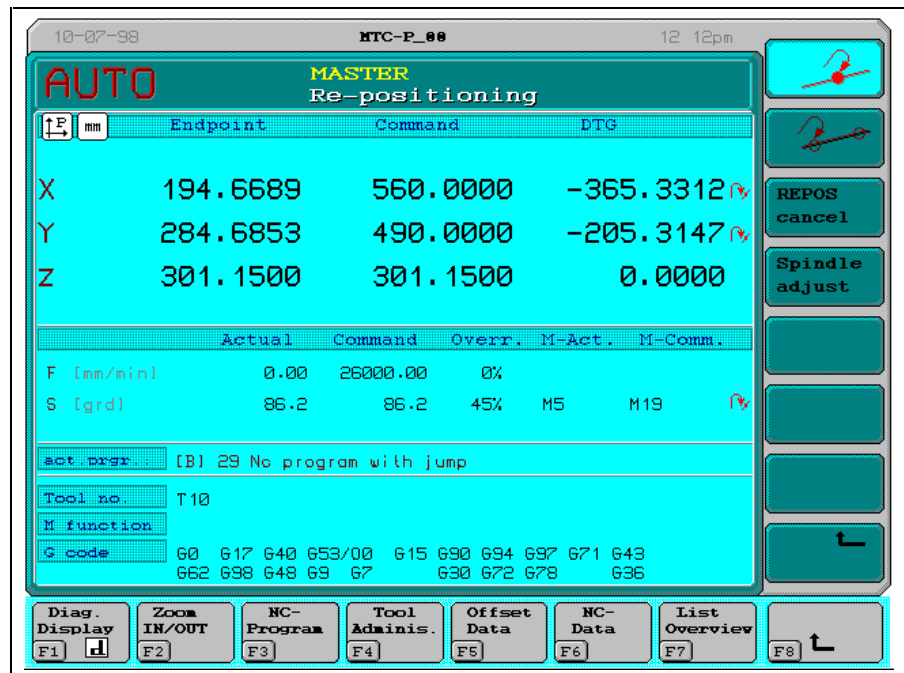 10-07-98 MTC-P_00 12 12pm
AUTO MASTER
Re-positioning
P mm Endpoint Command DTG
X 194.6689 560.0000 -365.3312
Y 284.6853 490.0000 -205.3147
Z 301.1500 301.1500 0.0000
REPOS
cancel
Spindle
adjust
Actual Command Overr. M-Act. M-Comm.
F [mm/min] 0.00 26000.00 0%
S [grd] 86.2 86.2 45% M5 M19
act.prgr.. [B] 29 No program with jump
Tool no. T10
M function
G code G0 G17 G40 G53/00 G15 G90 G94 G97 G71 G43
G62 G98 G48 G9 G7 G30 G72 G78 G36
Diag. Zoom NC- Tool Offset NC- List
Display IN/OUT Program Adminis. Data Data Overview
F1 d F2 F3 F4 F5 F6 F7 F8